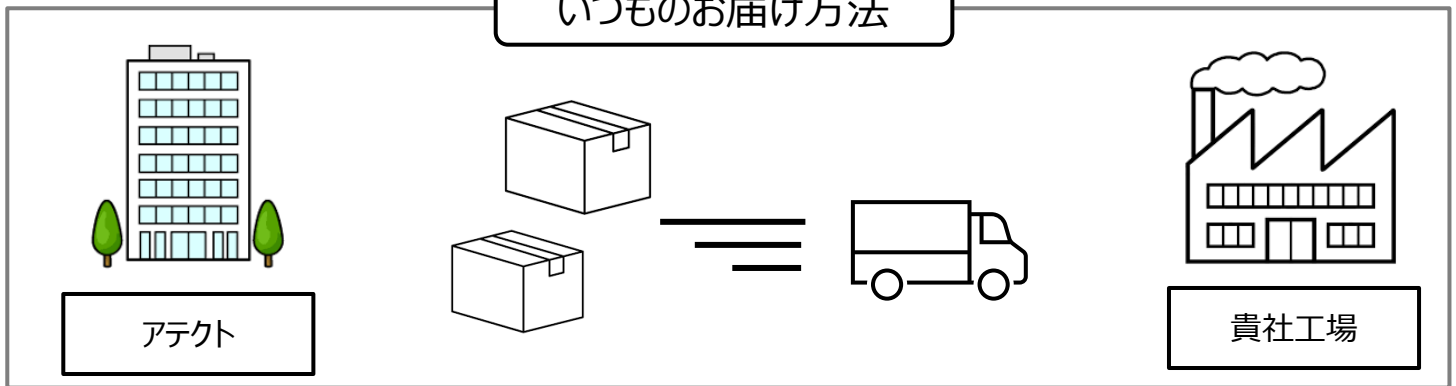 いつものお届け方法
アテクト
貴社工場